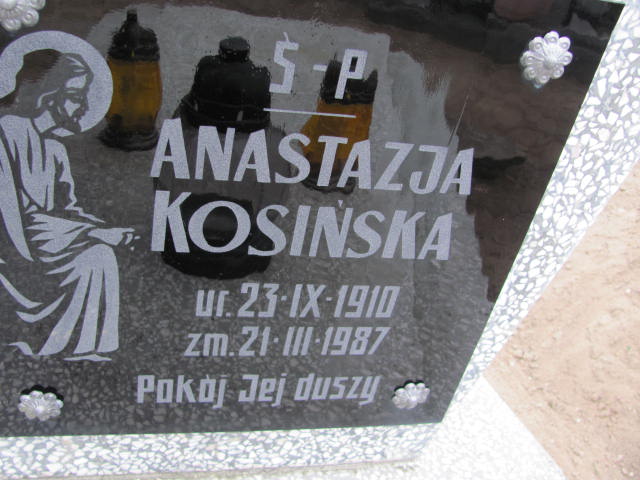 Ś-P
ANASTAZJA
KOSIŃSKA
ur. 23·IX·1910
zm. 21·III·1987
Pokój Jej duszy